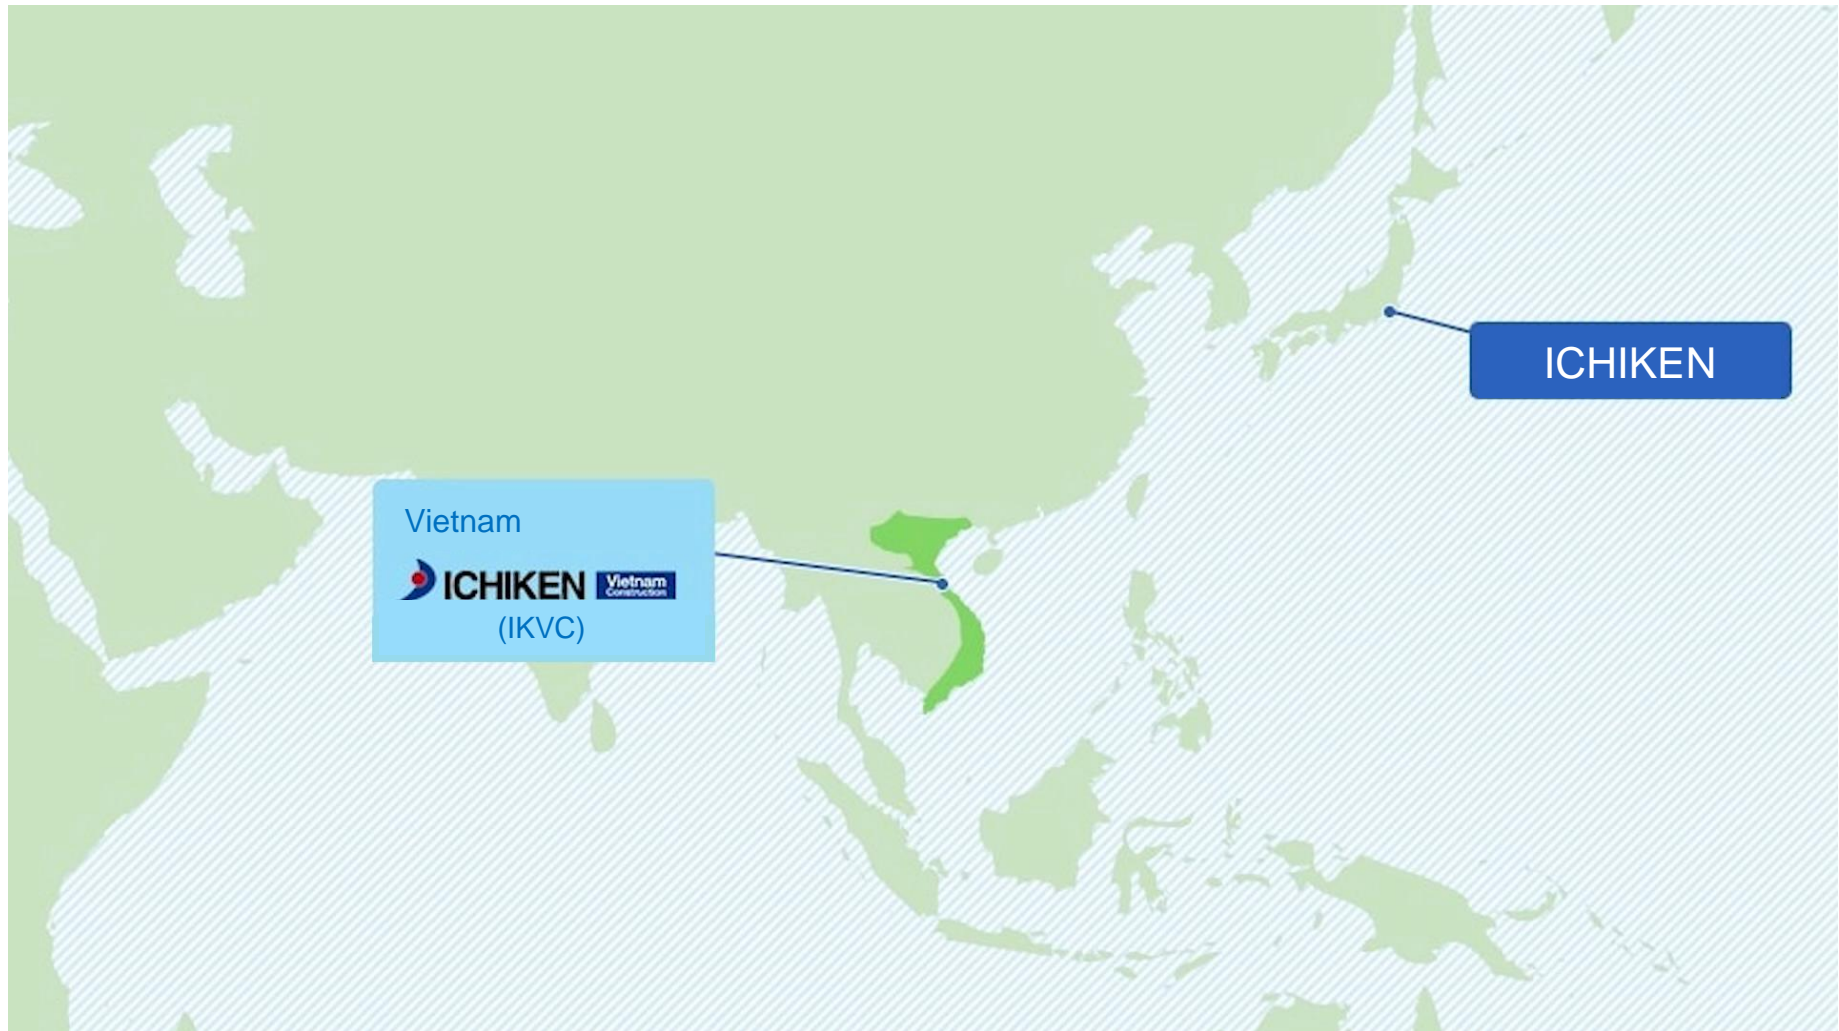 ICHIKEN
Vietnam
ICHIKEN Vietnam
Construction
(IKVC)